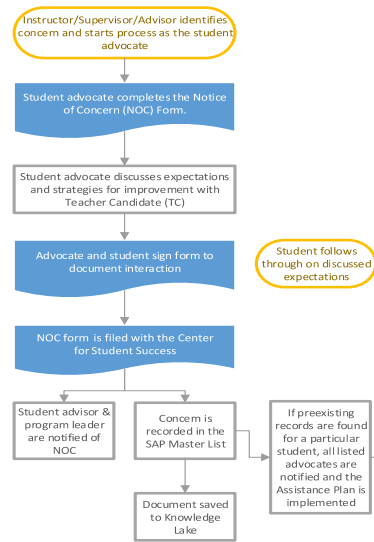 Instructor/Supervisor/Advisor identifies
concern and starts process as the student
advocate
Student advocate completes the Notice
of Concern (NOC) Form.
Student advocate discusses expectations
and strategies for improvement with
Teacher Candidate (TC)
Advocate and student sign form to
document interaction
Student follows
through on discussed
expectations
NOC form is filed with the Center
for Student Success
Student advisor &
program leader
are notified of
NOC
Concern is
recorded in the
SAP Master List
If preexisting
records are found
for a particular
student, all listed
advocates are
notified and the
Assistance Plan is
implemented
Document saved
to Knowledge
Lake